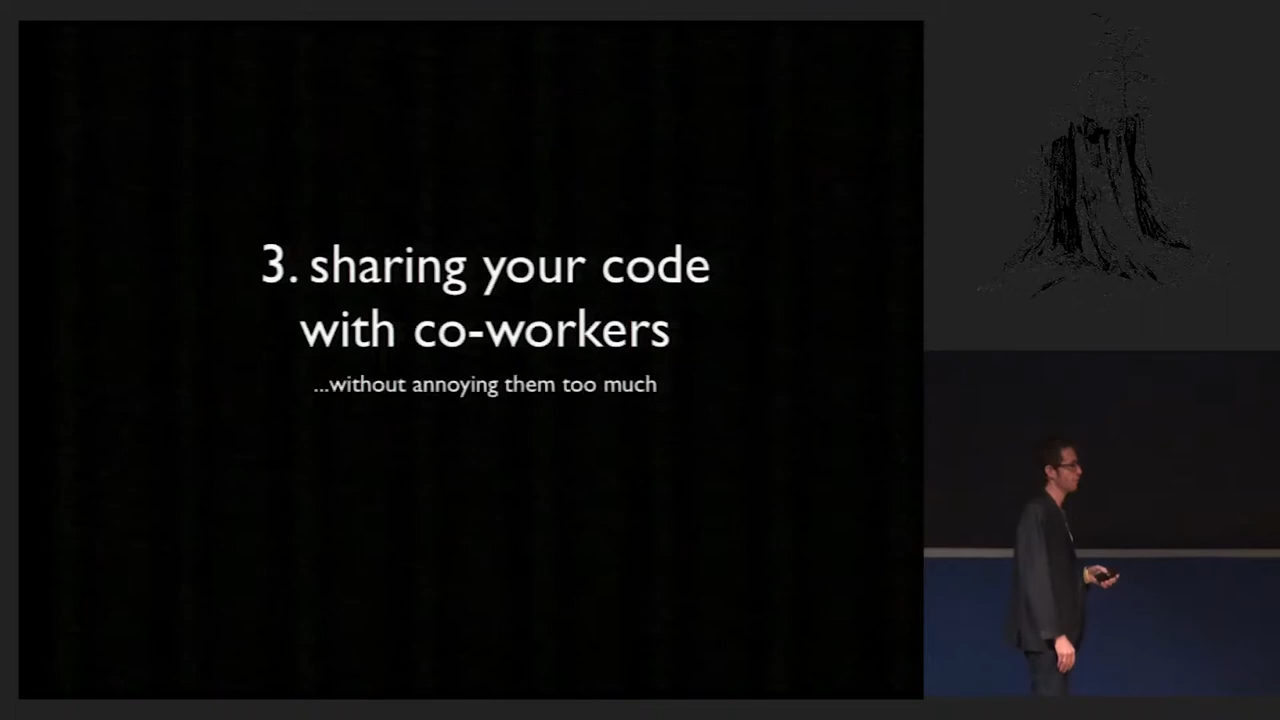 3. sharing your code
with co-workers
...without annoying them too much